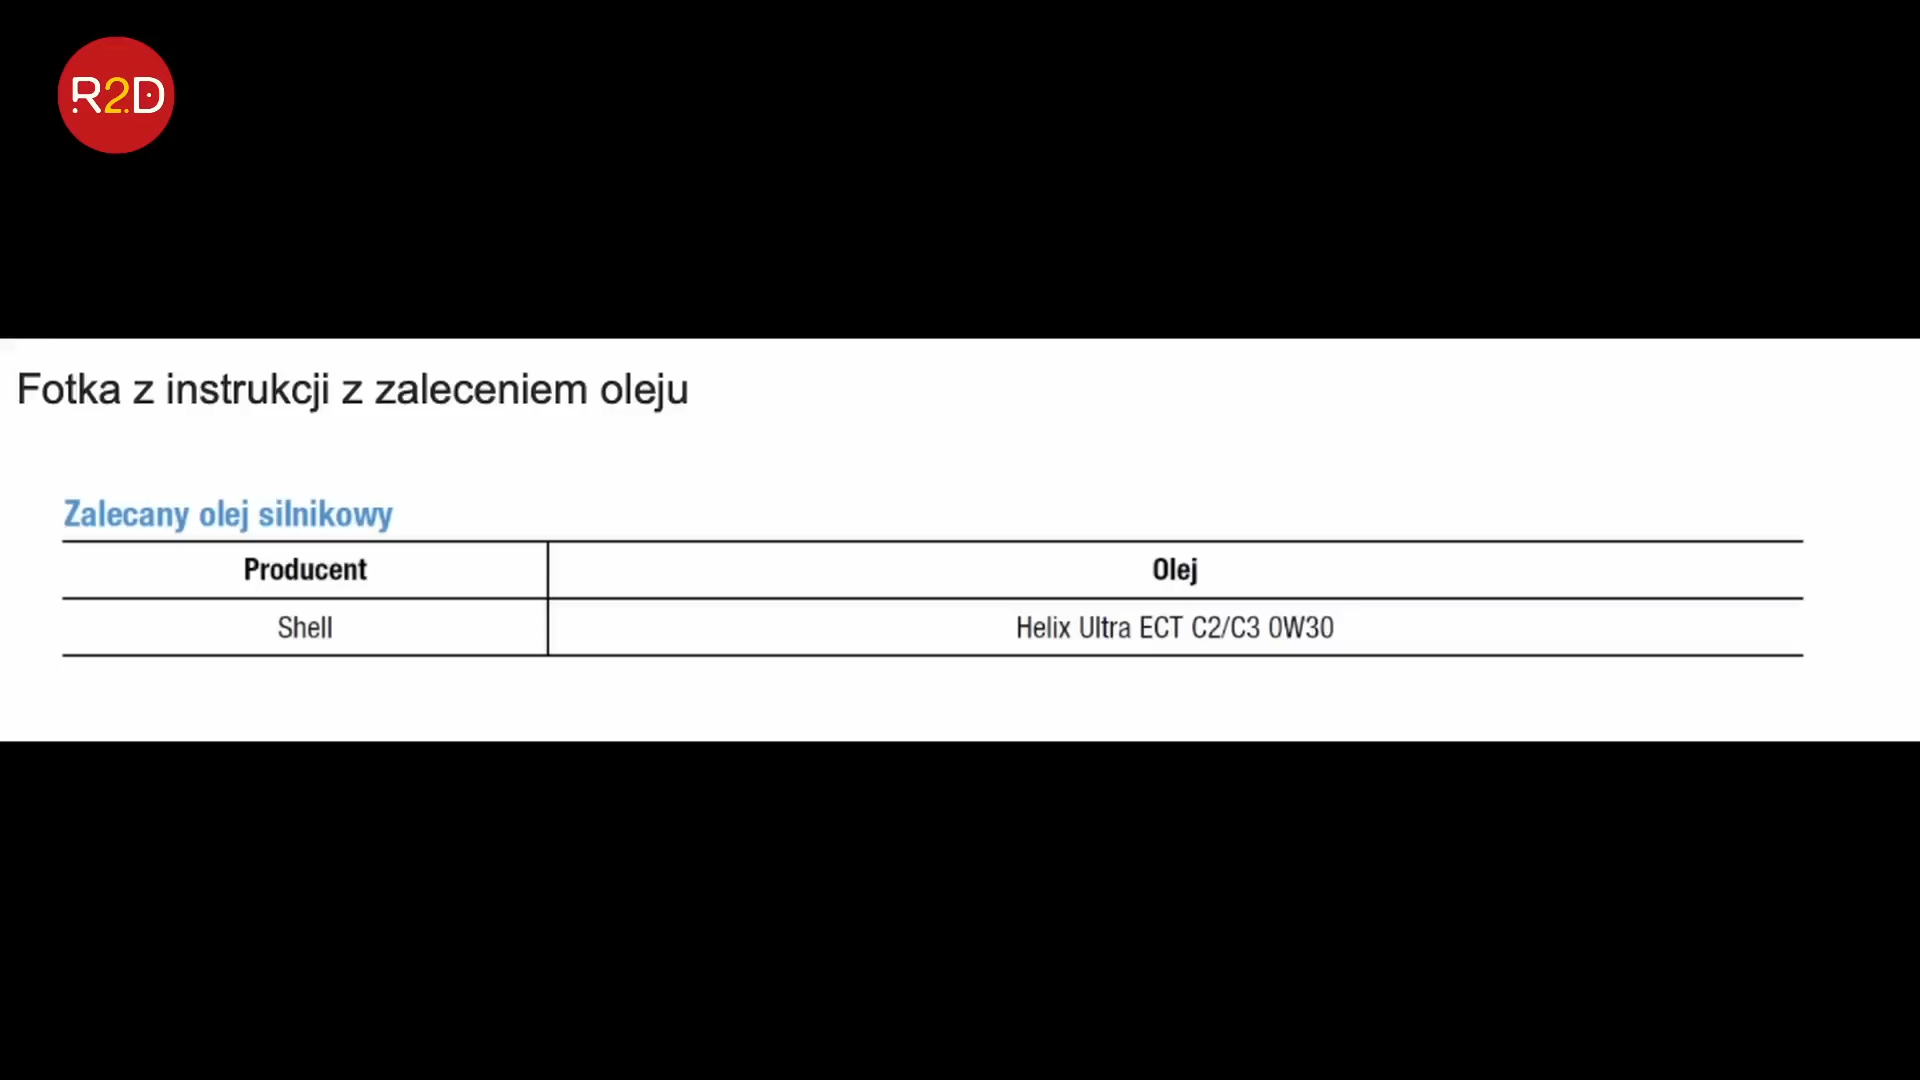 R2D
Fotka z instrukcji z zaleceniem oleju
Zalecany olej silnikowy
Producent Olej
Shell Helix Ultra ECT C2/C3 0W30